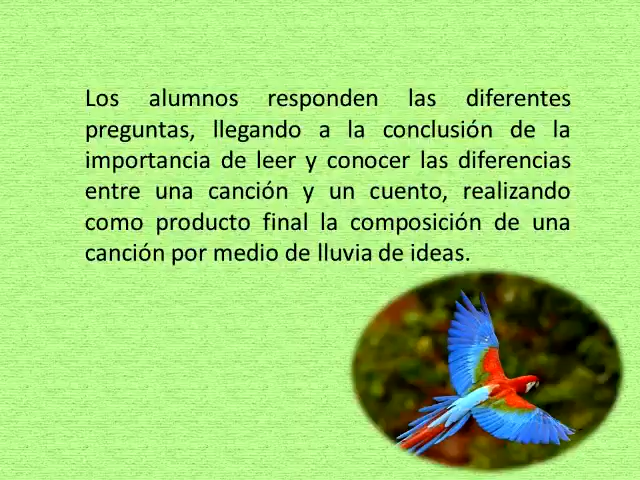 Los alumnos responden las diferentes
preguntas, llegando a la conclusión de la
importancia de leer y conocer las diferencias
entre una canción y un cuento, realizando
como producto final la composición de una
canción por medio de lluvia de ideas.